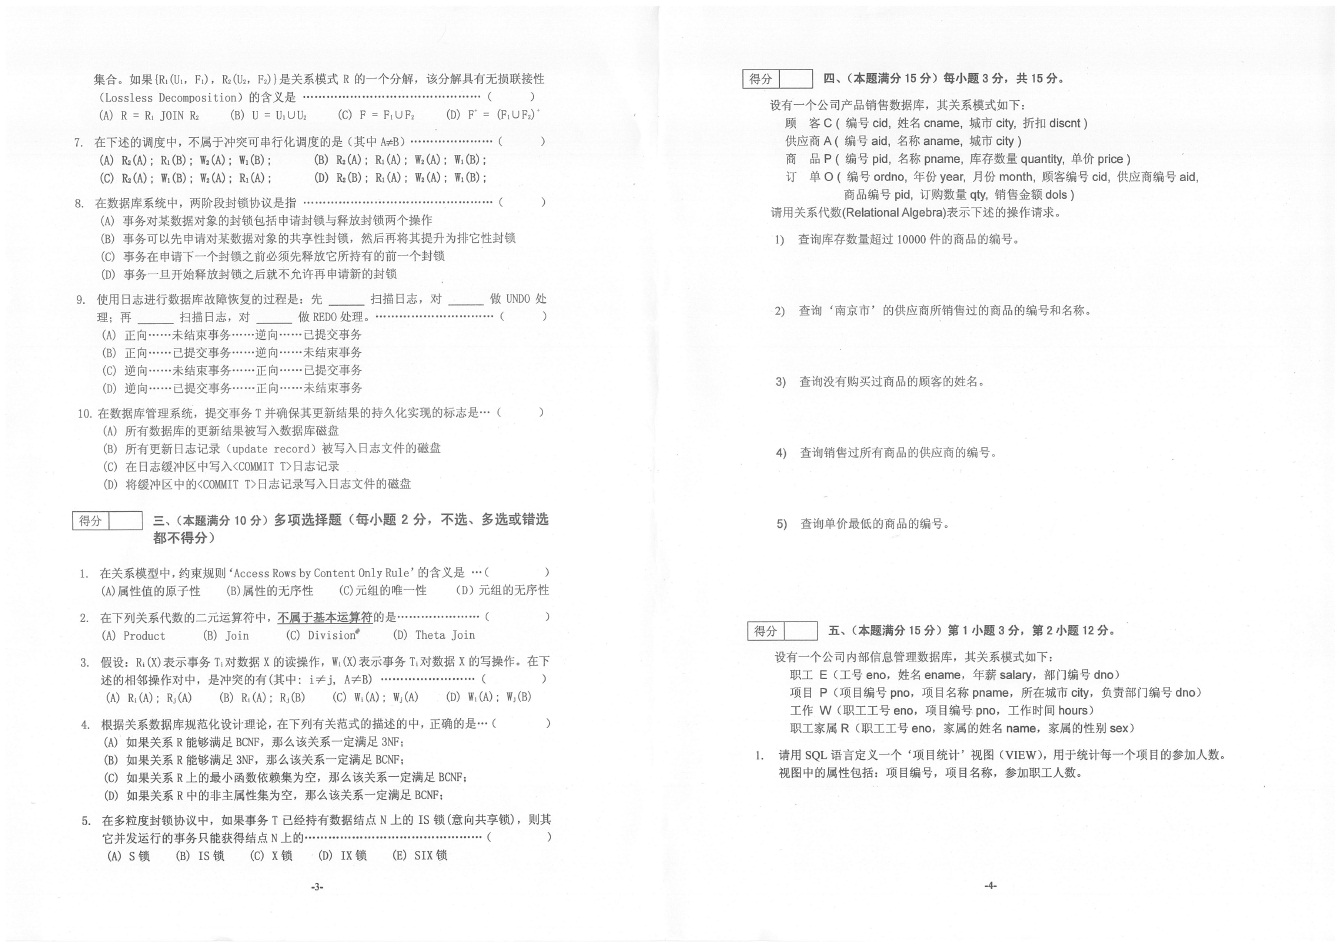 集合。如果{R₁(U₁, F₁), R₂(U₂, F₂)}是关系模式 R 的一个分解，该分解具有无损联接性
（Lossless Decomposition）的含义是 ……………………………………（ ）
(A) R = R₁ JOIN R₂ (B) U = U₁∪U₂ (C) F = F₁∪F₂ (D) F⁺ = (F₁∪F₂)⁺
7. 在下述的调度中，不属于冲突可串行化调度的是（其中 A≠B）…………………（ ）
(A) R₂(A); R₁(B); W₂(A); W₁(B); (B) R₂(A); R₁(A); W₂(A); W₁(B);
(C) R₂(A); W₁(B); W₂(A); R₁(A); (D) R₂(B); R₁(A); W₂(A); W₁(B);
8. 在数据库系统中，两阶段封锁协议是指 ……………………………………（ ）
(A) 事务对某数据对象的封锁包括申请封锁与释放封锁两个操作
(B) 事务可以先申请对某数据对象的共享性封锁，然后再将其提升为排它性封锁
(C) 事务在申请下一个封锁之前必须先释放它所持有的前一个封锁
(D) 事务一旦开始释放封锁之后就不允许再申请新的封锁
9. 使用日志进行数据库故障恢复的过程是：先 _____ 扫描日志，对 _____ 做 UNDO 处
理；再 _____ 扫描日志，对 _____ 做 REDO 处理。…………………………（ ）
(A) 正向……未结束事务……逆向……已提交事务
(B) 正向……已提交事务……逆向……未结束事务
(C) 逆向……未结束事务……正向……已提交事务
(D) 逆向……已提交事务……正向……未结束事务
10. 在数据库管理系统，提交事务 T 并确保其更新结果的持久化实现的标志是…（ ）
(A) 所有数据库的更新结果被写入数据库磁盘
(B) 所有更新日志记录（update record）被写入日志文件的磁盘
(C) 在日志缓冲区中写入<COMMIT T>日志记录
(D) 将缓冲区中的<COMMIT T>日志记录写入日志文件的磁盘
得分 三、（本题满分 10 分）多项选择题（每小题 2 分，不选、多选或错选
都不得分）
1. 在关系模型中，约束规则‘Access Rows by Content Only Rule’的含义是 …（ ）
(A)属性值的原子性 (B)属性的无序性 (C)元组的唯一性 (D)元组的无序性
2. 在下列关系代数的二元运算符中，不属于基本运算符的是…………………（ ）
(A) Product (B) Join (C) Division (D) Theta Join
3. 假设：Rᵢ(X)表示事务 Tᵢ对数据 X 的读操作，Wᵢ(X)表示事务 Tᵢ对数据 X 的写操作。在下
述的相邻操作对中，是冲突的有(其中: i≠j, A≠B) ……………………（ ）
(A) Rᵢ(A); Rⱼ(A) (B) Rᵢ(A); Rⱼ(B) (C) Wᵢ(A); Wⱼ(A) (D) Wᵢ(A); Wⱼ(B)
4. 根据关系数据库规范化设计理论，在下列有关范式的描述的中，正确的是…（ ）
(A) 如果关系 R 能够满足 BCNF，那么该关系一定满足 3NF；
(B) 如果关系 R 能够满足 3NF，那么该关系一定满足 BCNF；
(C) 如果关系 R 上的最小函数依赖集为空，那么该关系一定满足 BCNF；
(D) 如果关系 R 中的非主属性集为空，那么该关系一定满足 BCNF；
5. 在多粒度封锁协议中，如果事务 T 已经持有数据结点 N 上的 IS 锁(意向共享锁)，则其
它并发运行的事务只能获得结点 N 上的……………………………………（ ）
(A) S 锁 (B) IS 锁 (C) X 锁 (D) IX 锁 (E) SIX 锁
-3-
得分 四、（本题满分 15 分）每小题 3 分，共 15 分。
设有一个公司产品销售数据库，其关系模式如下：
顾 客 C ( 编号 cid, 姓名 cname, 城市 city, 折扣 discnt )
供应商 A ( 编号 aid, 名称 aname, 城市 city )
商 品 P ( 编号 pid, 名称 pname, 库存数量 quantity, 单价 price )
订 单 O ( 编号 ordno, 年份 year, 月份 month, 顾客编号 cid, 供应商编号 aid,
商品编号 pid, 订购数量 qty, 销售金额 dols )
请用关系代数(Relational Algebra)表示下述的操作请求。
1) 查询库存数量超过 10000 件的商品的编号。
2) 查询‘南京市’的供应商所销售过的商品的编号和名称。
3) 查询没有购买过商品的顾客的姓名。
4) 查询销售过所有商品的供应商的编号。
5) 查询单价最低的商品的编号。
得分 五、（本题满分 15 分）第 1 小题 3 分，第 2 小题 12 分。
设有一个公司内部信息管理数据库，其关系模式如下：
职工 E（工号 eno，姓名 ename，年薪 salary，部门编号 dno）
项目 P（项目编号 pno，项目名称 pname，所在城市 city，负责部门编号 dno）
工作 W（职工工号 eno，项目编号 pno，工作时间 hours）
职工家属 R（职工工号 eno，家属的姓名 name，家属的性别 sex）
1. 请用 SQL 语言定义一个‘项目统计’视图（VIEW），用于统计每一个项目的参加人数。
视图中的属性包括：项目编号，项目名称，参加职工人数。
-4-